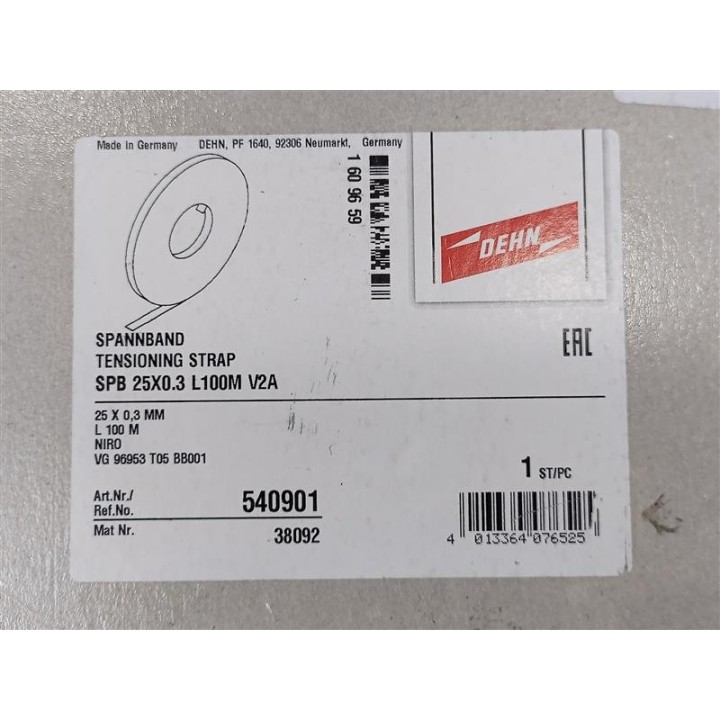 Made in Germany DEHN, PF 1640, 92306 Neumarkt, Germany
1 60 96 59
DEHN
SPANNBAND
TENSIONING STRAP
SPB 25X0.3 L100M V2A
EAC
25 X 0,3 MM
L 100 M
NIRO
VG 96953 T05 BB001
1 ST/PC
Art.Nr./
Ref.No. 540901
Mat Nr. 38092
4 013364 076525